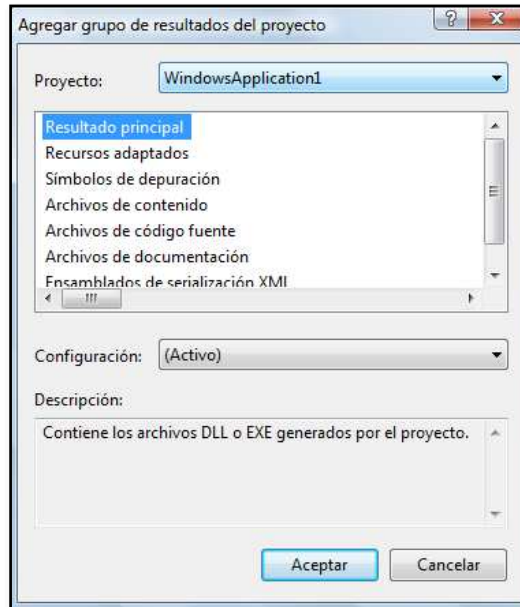 Agregar grupo de resultados del proyecto
Proyecto:
WindowsApplication1
Resultado principal
Recursos adaptados
Símbolos de depuración
Archivos de contenido
Archivos de código fuente
Archivos de documentación
Ensamblados de serialización XML
Configuración:
(Activo)
Descripción:
Contiene los archivos DLL o EXE generados por el proyecto.
Aceptar
Cancelar